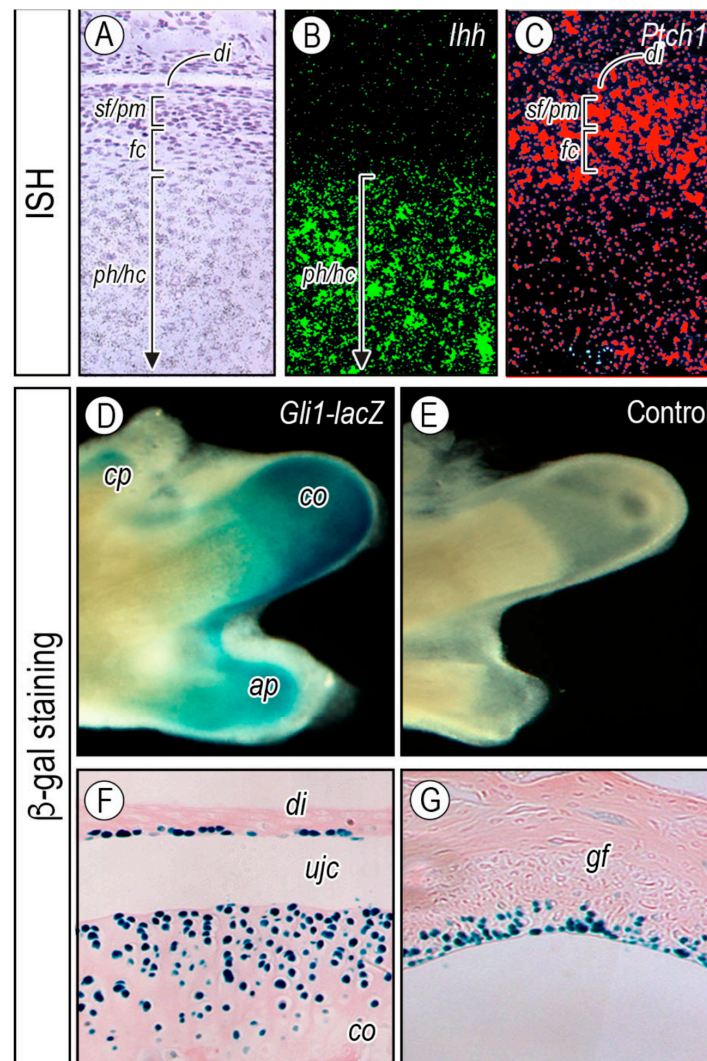 ISH
A
di
sf/pm
fc
ph/hc
B
Ihh
ph/hc
C
Ptch1
di
sf/pm
fc
β-gal staining
D
Gli1-lacZ
cp
co
ap
E
Contro
F
di
ujc
co
G
gf